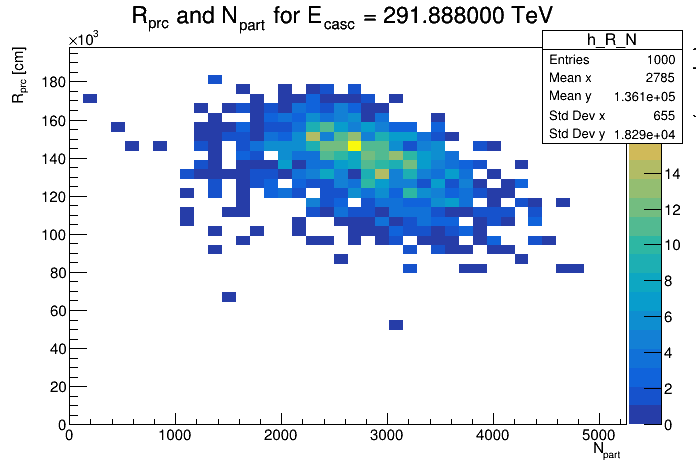 R_prc and N_part for E_casc = 291.888000 TeV
×10³
R_prc [cm]
h_R_N
Entries 1000
Mean x 2785
Mean y 1.361e+05
Std Dev x 655
Std Dev y 1.829e+04
180
160
140
120
100
80
60
40
20
0
14
12
10
8
6
4
2
0
0 1000 2000 3000 4000 5000
N_part